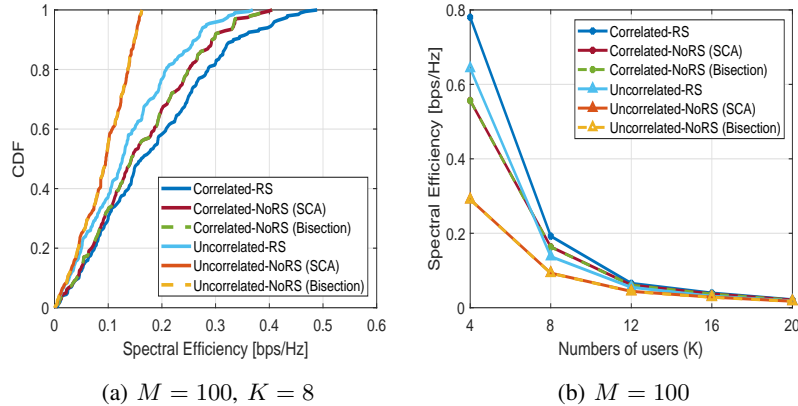 1
0.8
0.6
0.4
0.2
0
CDF
0 0.1 0.2 0.3 0.4 0.5 0.6
Spectral Efficiency [bps/Hz]
Correlated-RS
Correlated-NoRS (SCA)
Correlated-NoRS (Bisection)
Uncorrelated-RS
Uncorrelated-NoRS (SCA)
Uncorrelated-NoRS (Bisection)
(a) M = 100, K = 8
0.8
0.6
0.4
0.2
0
Spectral Efficiency [bps/Hz]
4 8 12 16 20
Numbers of users (K)
Correlated-RS
Correlated-NoRS (SCA)
Correlated-NoRS (Bisection)
Uncorrelated-RS
Uncorrelated-NoRS (SCA)
Uncorrelated-NoRS (Bisection)
(b) M = 100